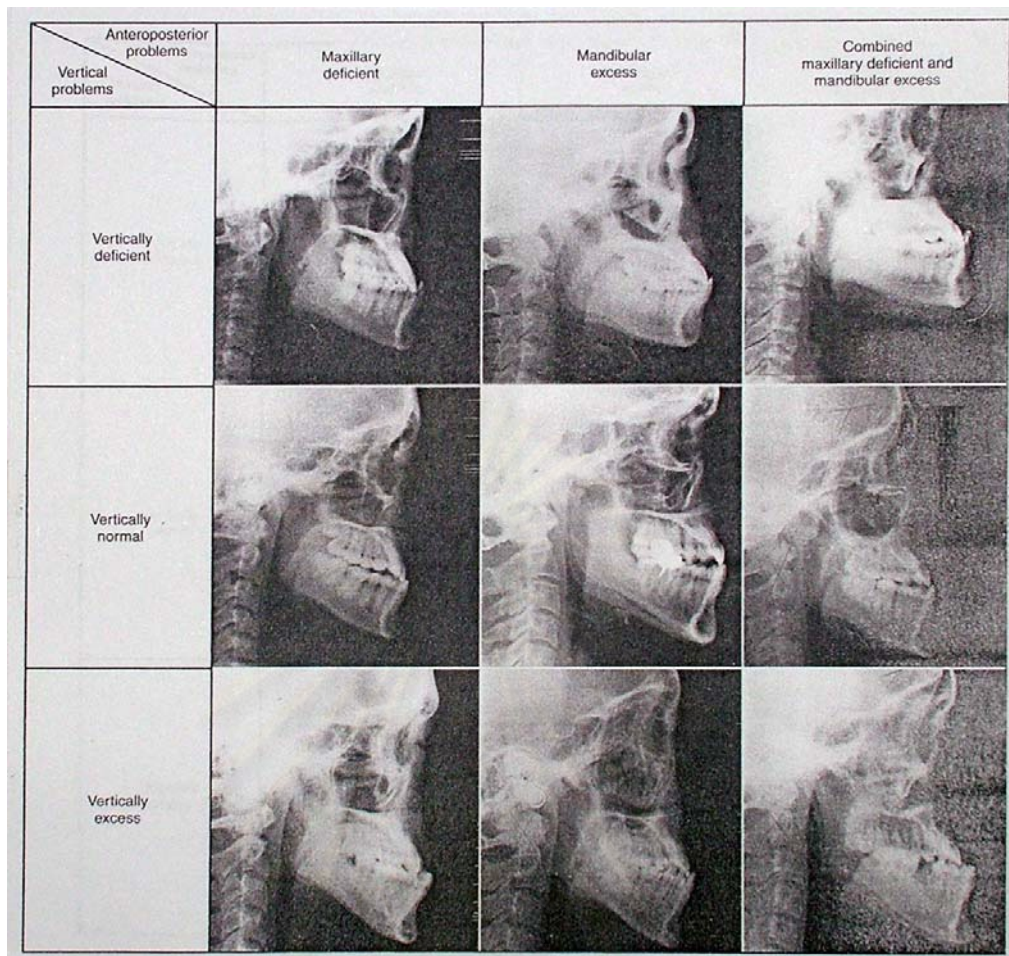 Anteroposterior
problems
Vertical
problems
Maxillary
deficient
Mandibular
excess
Combined
maxillary deficient and
mandibular excess
Vertically
deficient
Vertically
normal
Vertically
excess